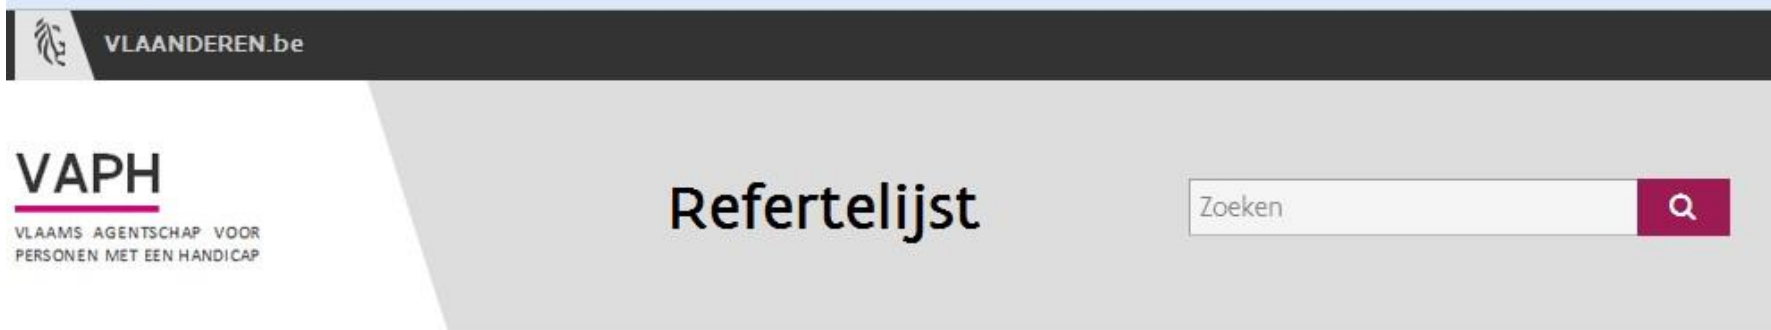 VLAANDEREN.be
VAPH
VLAAMS AGENTSCHAP VOOR
PERSONEN MET EEN HANDICAP
Refertelijst
Zoeken